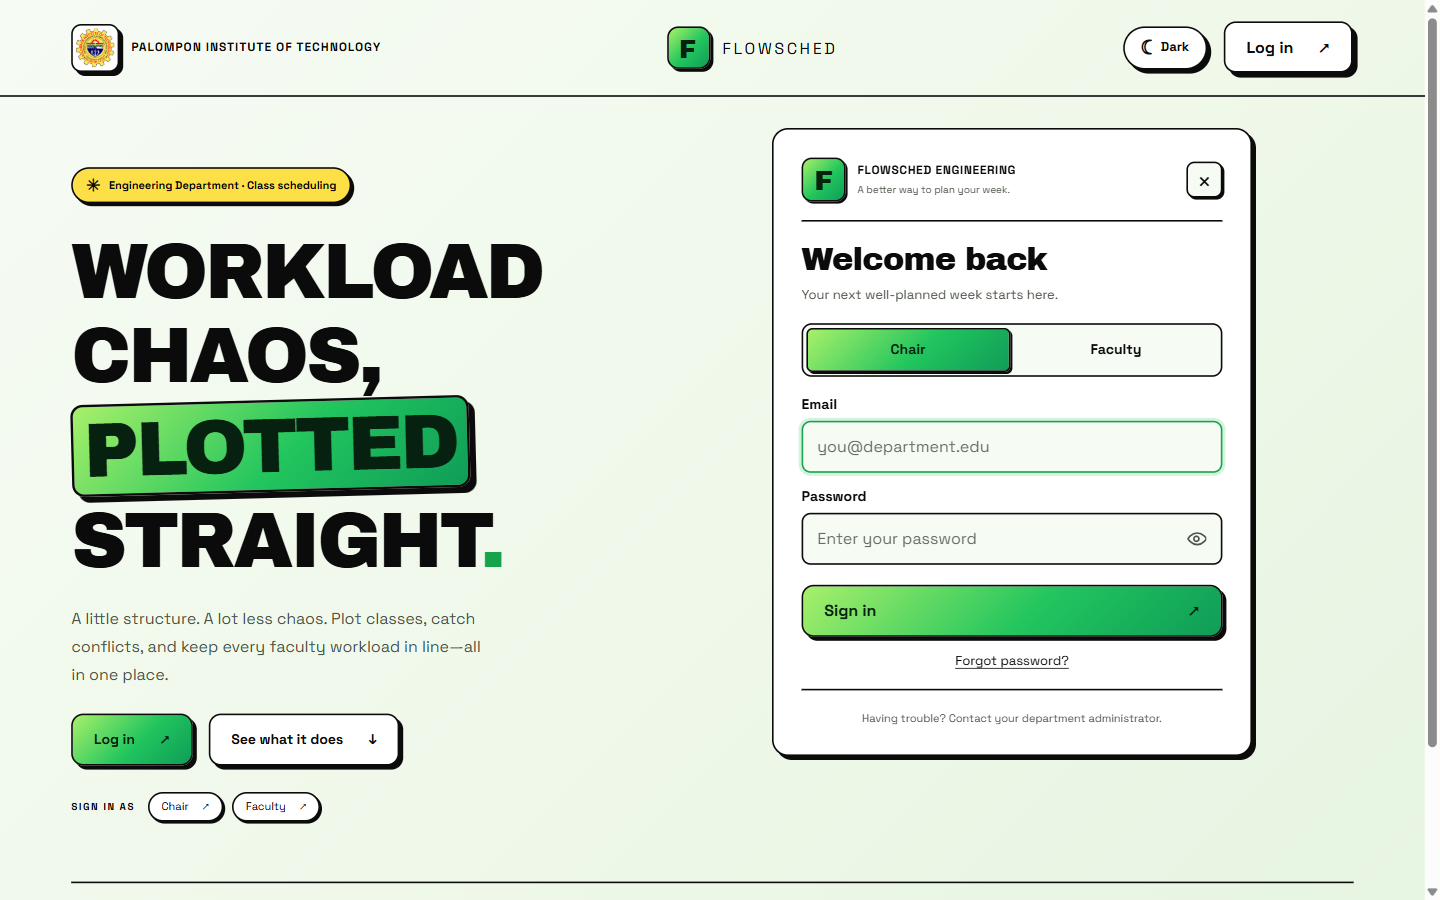 PALOMPON INSTITUTE OF TECHNOLOGY
F FLOWSCHED
Dark
Log in ↗
Engineering Department · Class scheduling
WORKLOAD
CHAOS,
PLOTTED
STRAIGHT.
A little structure. A lot less chaos. Plot classes, catch
conflicts, and keep every faculty workload in line—all
in one place.
Log in ↗
See what it does ↓
SIGN IN AS
Chair ↗
Faculty ↗
F
FLOWSCHED ENGINEERING
A better way to plan your week.
×
Welcome back
Your next well-planned week starts here.
Chair
Faculty
Email
you@department.edu
Password
Enter your password
Sign in ↗
Forgot password?
Having trouble? Contact your department administrator.